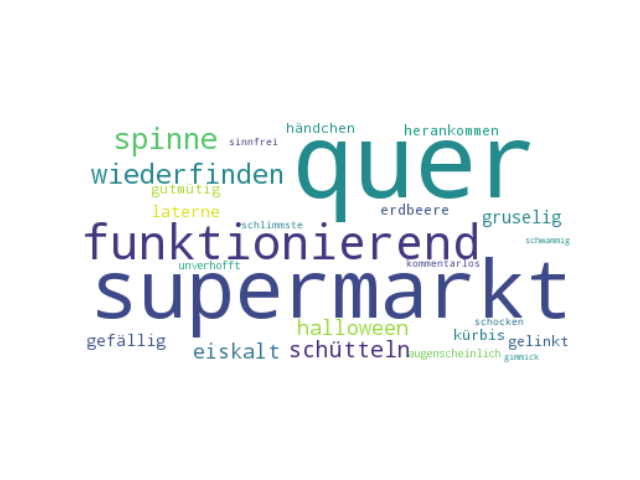 händchen
herankommen
spinne
sinnfrei
quer
wiederfinden
gutmütig
laterne
erdbeere
gruselig
schlimmste
funktionierend
schwammig
unverhofft
kommentarlos
supermarkt
halloween
schocken
gefällig
eiskalt
schütteln
kürbis
gelinkt
augenscheinlich
gimmick